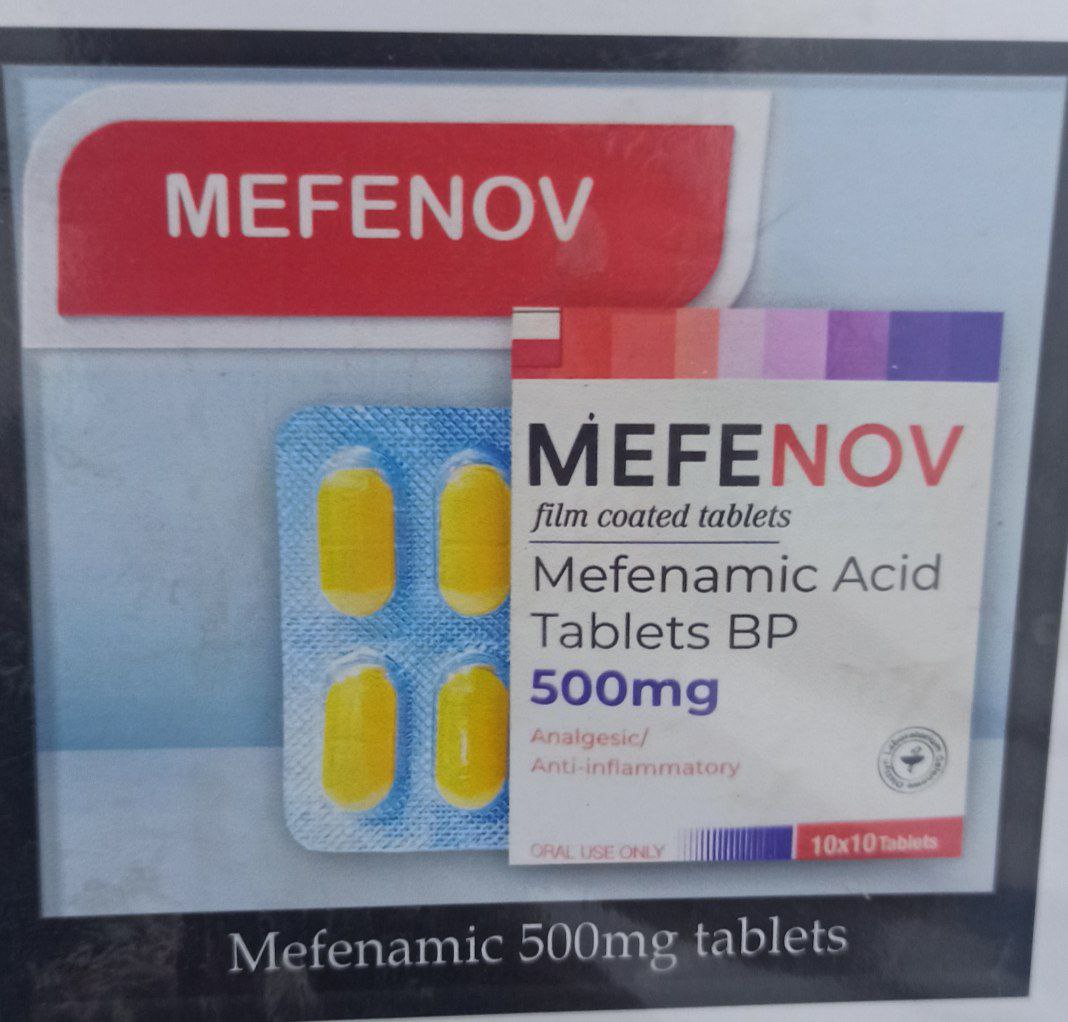 MEFENOV
MEFENOV
film coated tablets
Mefenamic Acid
Tablets BP
500mg
Analgesic/
Anti-inflammatory
ORAL USE ONLY
10x10 Tablets
Mefenamic 500mg tablets